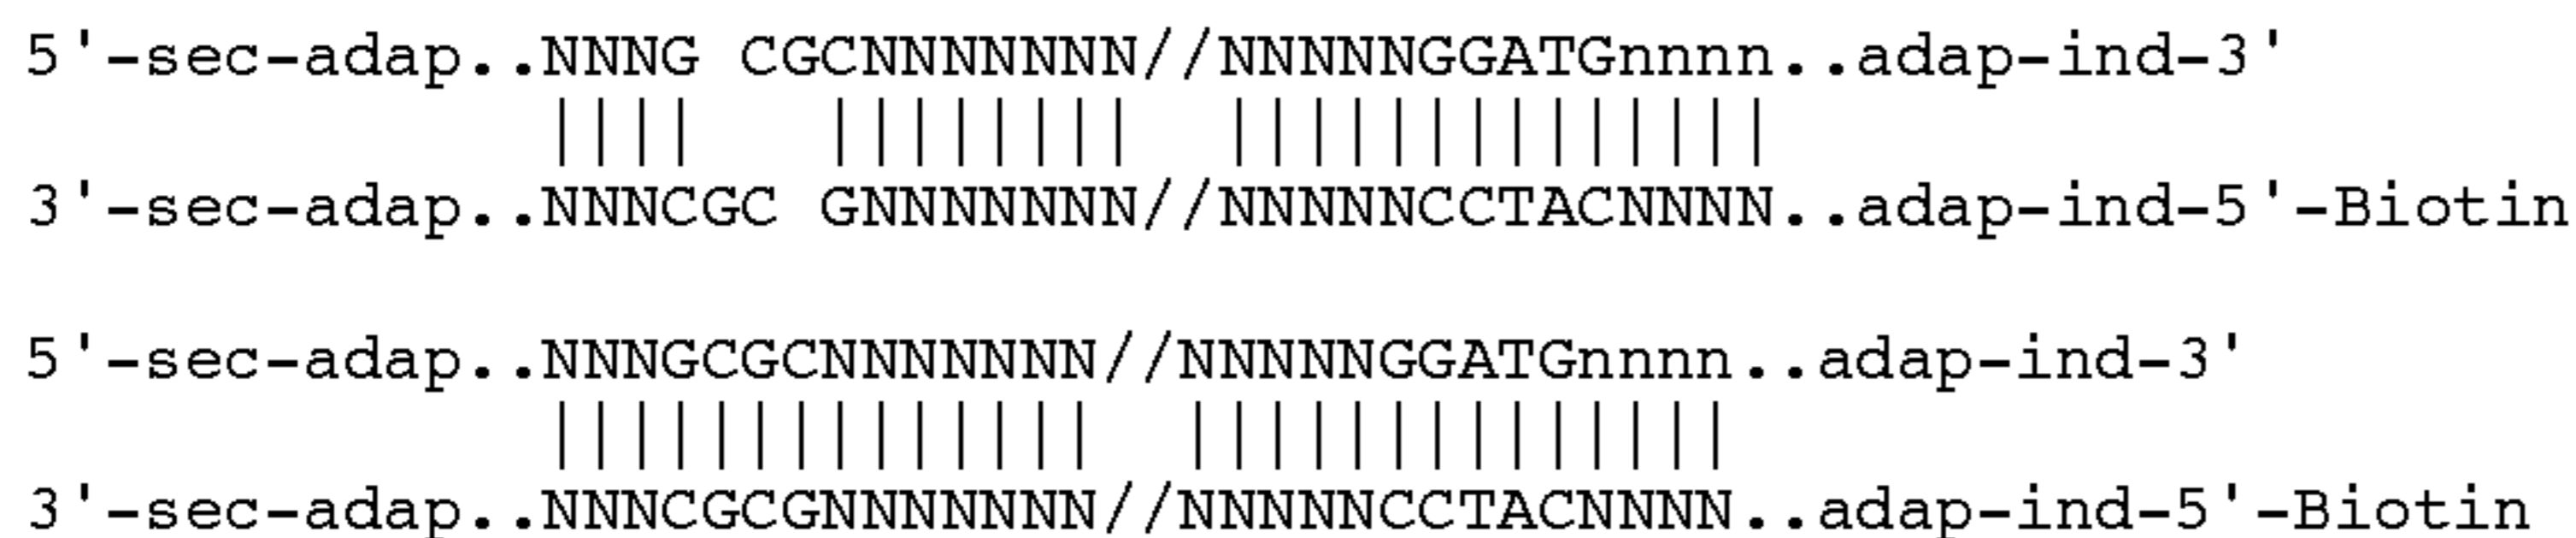 5'-sec-adap..NNNG CGCNNNNNNN//NNNNNGGATGnnnn..adap-ind-3'
|||| |||||||| ||||||||||||||
3'-sec-adap..NNNCGC GNNNNNNN//NNNNNCCTACNNNN..adap-ind-5'-Biotin
5'-sec-adap..NNNGCGCNNNNNNN//NNNNNGGATGnnnn..adap-ind-3'
|||||||||||||| ||||||||||||||
3'-sec-adap..NNNCGCGNNNNNNN//NNNNNCCTACNNNN..adap-ind-5'-Biotin